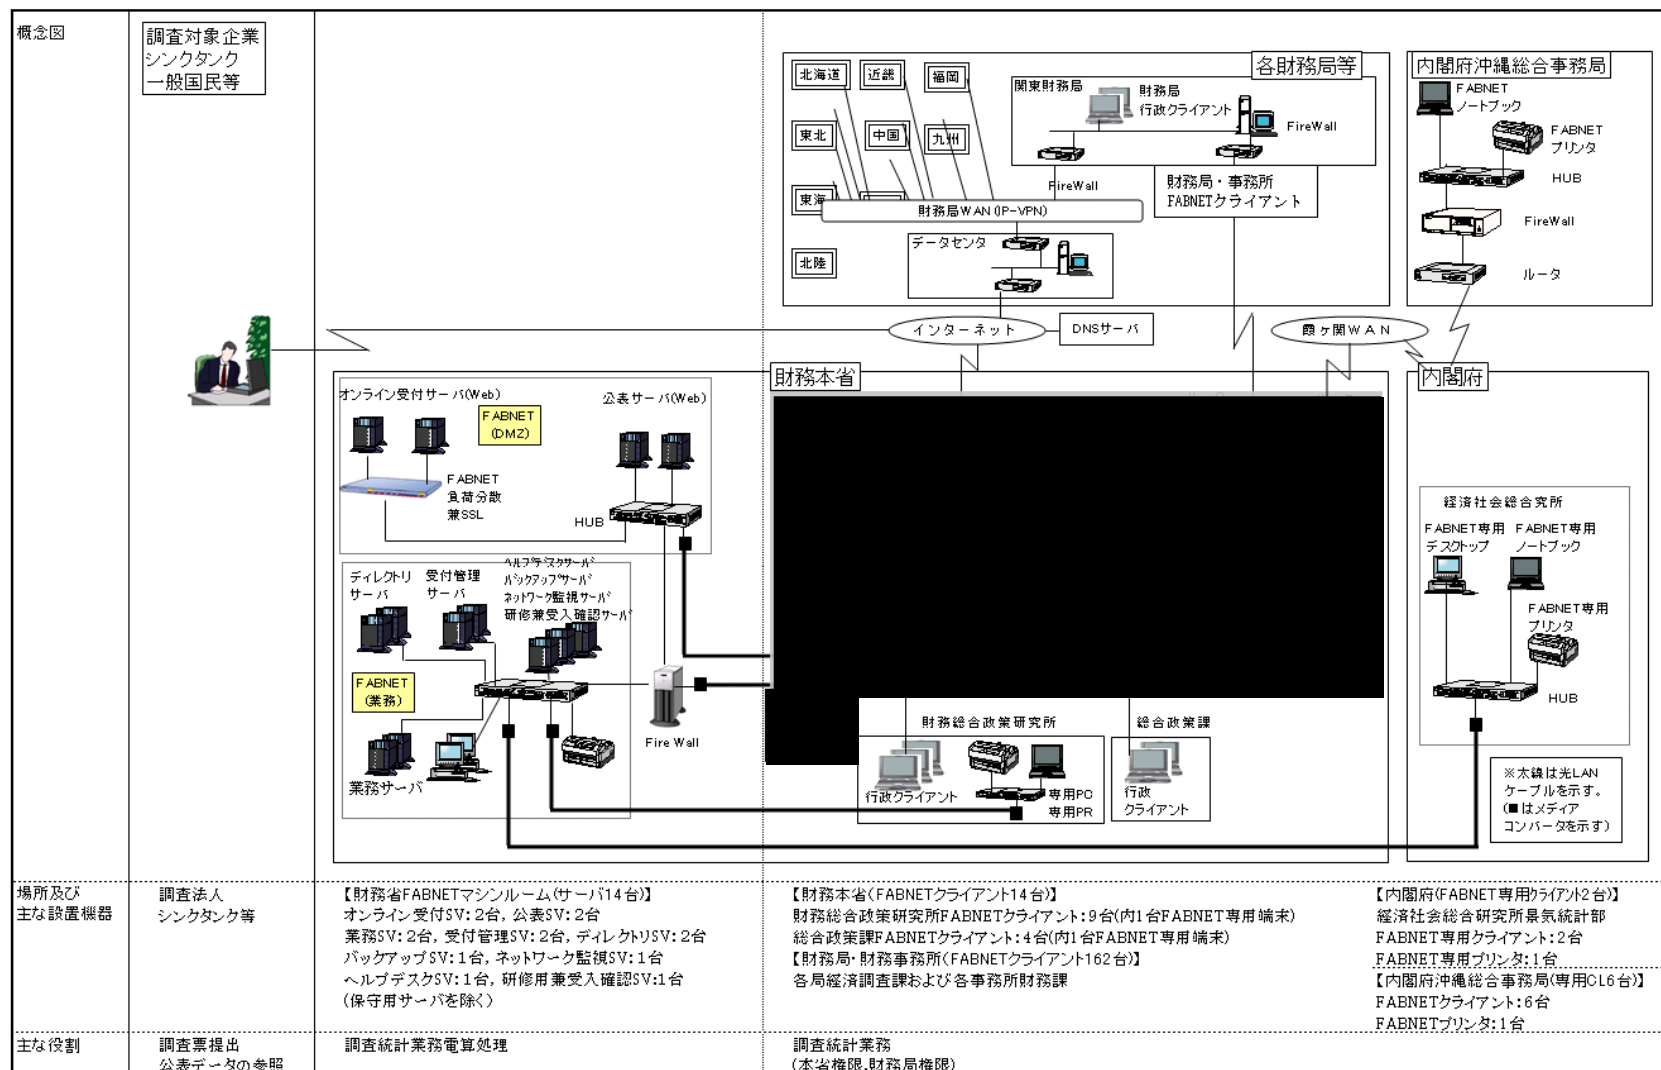 概念図
調査対象企業
シンクタンク
一般国民等
各財務局等
北海道
近畿
福岡
東北
中国
九州
東海
北陸
関東財務局
財務局
行政クライアント
FireWall
FireWall
財務局・事務所
FABNETクライアント
財務局WAN(IP-VPN)
データセンタ
内閣府沖縄総合事務局
FABNET
ノートブック
FABNET
プリンタ
HUB
FireWall
ルータ
インターネット
DNSサーバ
霞ヶ関WAN
財務本省
内閣府
オンライン受付サーバ(Web)
FABNET
(DMZ)
公表サーバ(Web)
FABNET
負荷分散
兼SSL
HUB
ディレクトリ
サーバ
受付管理
サーバ
ヘルプデスクサーバ
バックアップサーバ
ネットワーク監視サーバ
研修兼受入確認サーバ
FABNET
(業務)
業務サーバ
Fire Wall
財務総合政策研究所
行政クライアント
専用PC
専用PR
総合政策課
行政
クライアント
経済社会総合究所
FABNET専用
デスクトップ
FABNET専用
ノートブック
FABNET専用
プリンタ
HUB
※太線は光LAN
ケーブルを示す。
(■はメディア
コンバータを示す)
場所及び
主な設置機器
調査法人
シンクタンク等
【財務省FABNETマシンルーム(サーバ14台)】
オンライン受付SV:2台, 公表SV:2台
業務SV:2台, 受付管理SV:2台, ディレクトリSV:2台
バックアップSV:1台, ネットワーク監視SV:1台
ヘルプデスクSV:1台, 研修用兼受入確認SV:1台
(保守用サーバを除く)
【財務本省(FABNETクライアント14台)】
財務総合政策研究所FABNETクライアント:9台(内1台FABNET専用端末)
総合政策課FABNETクライアント:4台(内1台FABNET専用端末)
【財務局・財務事務所(FABNETクライアント162台)】
各局経済調査課および各事務所財務課
【内閣府(FABNET専用クライアント2台)】
経済社会総合研究所景気統計部
FABNET専用クライアント:2台
FABNET専用プリンタ:1台
【内閣府沖縄総合事務局(専用CL6台)】
FABNETクライアント:6台
FABNETプリンタ:1台
主な役割
調査票提出
公表データの参照
調査統計業務電算処理
調査統計業務
(本省権限,財務局権限)